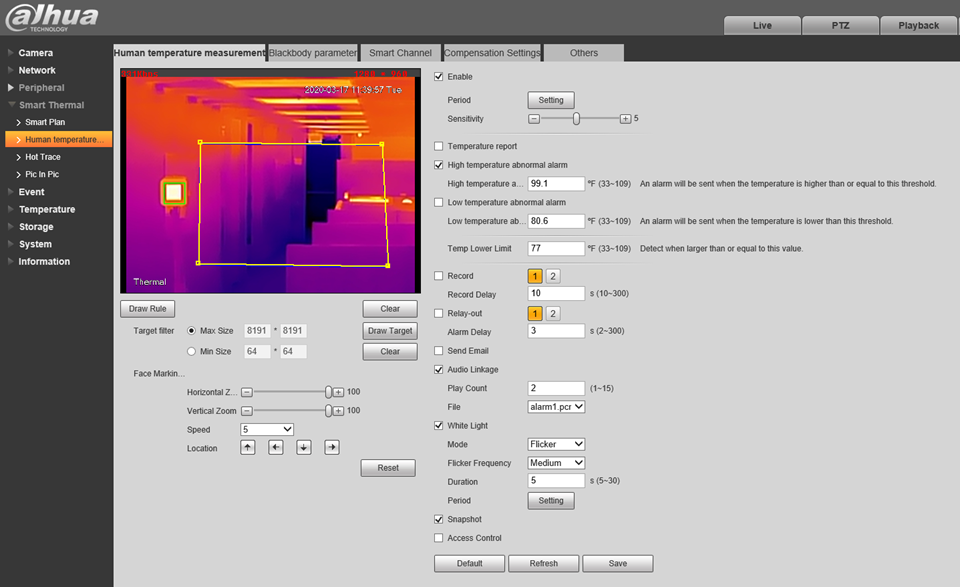 alhua
TECHNOLOGY
Live
PTZ
Playback
Camera
Network
Peripheral
Smart Thermal
Smart Plan
Human temperature...
Hot Trace
Pic In Pic
Event
Temperature
Storage
System
Information
Human temperature measurement
Blackbody parameter
Smart Channel
Compensation Settings
Others
2020-03-17 11:39:57 Tue
Thermal
Draw Rule
Clear
Target filter
Max Size
8191 * 8191
Draw Target
Min Size
64 * 64
Clear
Face Markin...
Horizontal Z...
100
Vertical Zoom
100
Speed
5
Location
Reset
Enable
Period
Setting
Sensitivity
5
Temperature report
High temperature abnormal alarm
High temperature a...
99.1
℉ (33~109)
An alarm will be sent when the temperature is higher than or equal to this threshold.
Low temperature abnormal alarm
Low temperature ab...
80.6
℉ (33~109)
An alarm will be sent when the temperature is lower than this threshold.
Temp Lower Limit
77
℉ (33~109)
Detect when larger than or equal to this value.
Record
1 2
Record Delay
10
s (10~300)
Relay-out
1 2
Alarm Delay
3
s (2~300)
Send Email
Audio Linkage
Play Count
2
(1~15)
File
alarm1.pcr
White Light
Mode
Flicker
Flicker Frequency
Medium
Duration
5
s (5~30)
Period
Setting
Snapshot
Access Control
Default
Refresh
Save